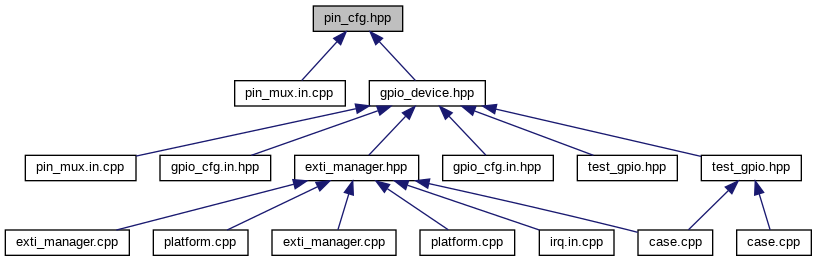 pin_cfg.hpp
pin_mux.in.cpp
gpio_device.hpp
pin_mux.in.cpp
gpio_cfg.in.hpp
exti_manager.hpp
gpio_cfg.in.hpp
test_gpio.hpp
test_gpio.hpp
exti_manager.cpp
platform.cpp
exti_manager.cpp
platform.cpp
irq.in.cpp
case.cpp
case.cpp